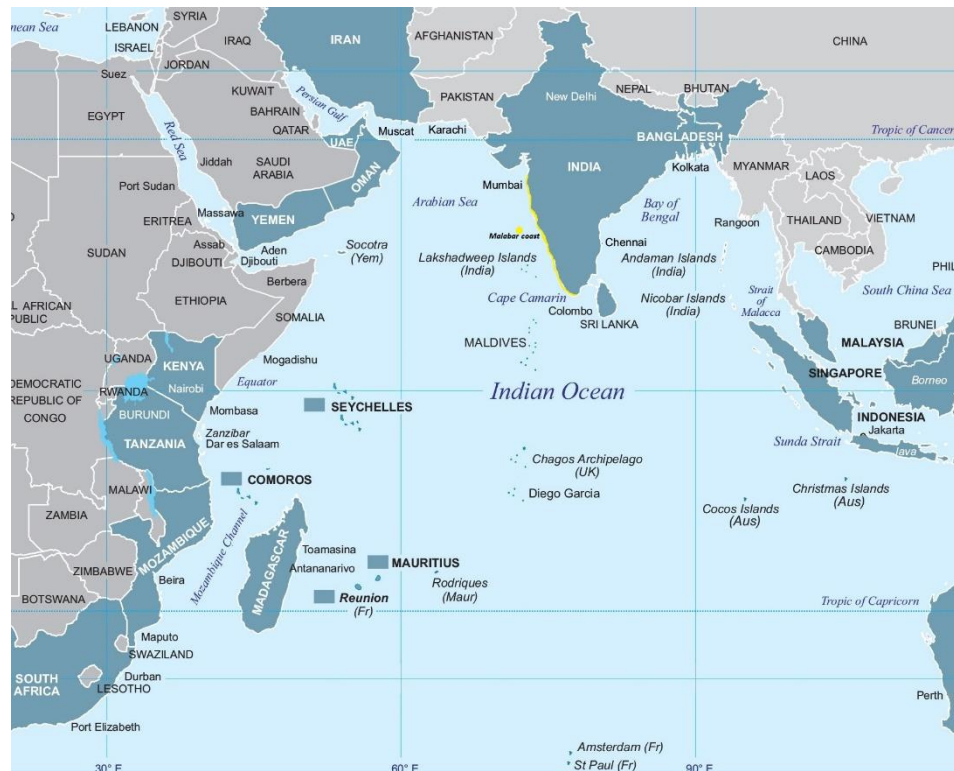 nean Sea
LEBANON
SYRIA
ISRAEL
IRAQ
IRAN
AFGHANISTAN
CHINA
JORDAN
Suez
KUWAIT
Persian Gulf
PAKISTAN
New Delhi
NEPAL
BHUTAN
EGYPT
BAHRAIN
QATAR
Red Sea
UAE
Muscat
Karachi
BANGLADESH
Tropic of Cancer
Jiddah
SAUDI
ARABIA
OMAN
INDIA
Kolkata
MYANMAR
LAOS
Port Sudan
Mumbai
ERITREA
Massawa
YEMEN
Arabian Sea
Bay of
Bengal
Rangoon
THAILAND
VIETNAM
SUDAN
Assab
DJIBOUTI
Aden
Djibouti
Socotra
(Yem)
Malebar coast
Lakshadweep Islands
(India)
Chennai
Andaman Islands
(India)
CAMBODIA
PHIL
Berbera
ETHIOPIA
L AFRICAN
PUBLIC
SOMALIA
Cape Camarin
Colombo
SRI LANKA
Nicobar Islands
(India)
Strait
of
Malacca
South China Sea
BRUNEI
UGANDA
KENYA
Mogadishu
MALDIVES
MALAYSIA
SINGAPORE
DEMOCRATIC
REPUBLIC OF
CONGO
RWANDA
Nairobi
Equator
Indian Ocean
Borneo
BURUNDI
Mombasa
SEYCHELLES
INDONESIA
Jakarta
TANZANIA
Zanzibar
Dar es Salaam
Sunda Strait
Java
Chagos Archipelago
(UK)
COMOROS
MALAWI
Diego Garcia
Christmas Islands
(Aus)
Cocos Islands
(Aus)
ZAMBIA
MOZAMBIQUE
Mozambique Channel
MADAGASCAR
Toamasina
Antananarivo
MAURITIUS
ZIMBABWE
Beira
Rodriques
(Maur)
BOTSWANA
Reunion
(Fr)
Tropic of Capricorn
Maputo
SWAZILAND
SOUTH
AFRICA
Durban
LESOTHO
Perth
Port Elizabeth
Amsterdam (Fr)
St Paul (Fr)
30° E
60° E
90° E